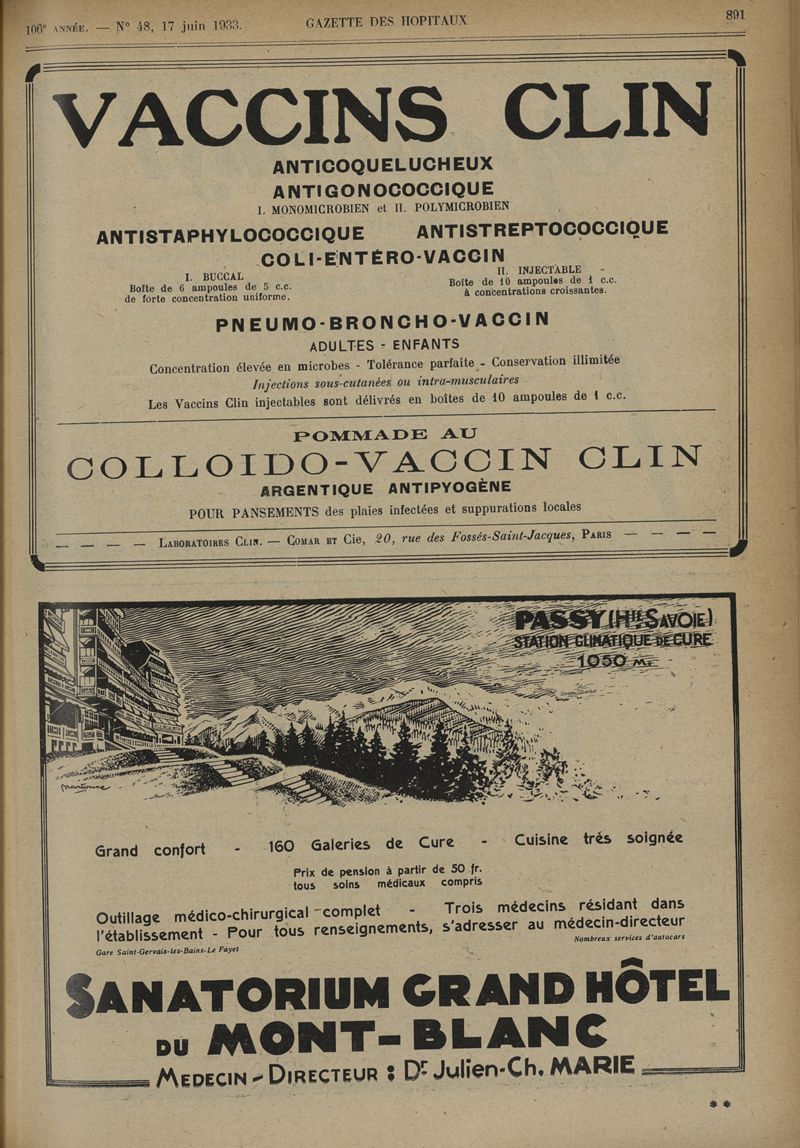 106e ANNÉE. — N° 48, 17 juin 1933.
GAZETTE DES HOPITAUX
891
VACCINS CLIN
ANTICOQUELUCHEUX
ANTIGONOCOCCIQUE
I. MONOMICROBIEN et II. POLYMICROBIEN
ANTISTAPHYLOCOCCIQUE ANTISTREPTOCOCCIQUE
COLI-ENTÉRO-VACCIN
I. BUCCAL
Boîte de 6 ampoules de 5 c.c.
de forte concentration uniforme.
II. INJECTABLE
Boîte de 10 ampoules de 1 c.c.
à concentrations croissantes.
PNEUMO-BRONCHO-VACCIN
ADULTES - ENFANTS
Concentration élevée en microbes - Tolérance parfaite - Conservation illimitée
Injections sous-cutanées ou intra-musculaires
Les Vaccins Clin injectables sont délivrés en boîtes de 10 ampoules de 1 c.c.
POMMADE AU
COLLOIDO-VACCIN CLIN
ARGENTIQUE ANTIPYOGÈNE
POUR PANSEMENTS des plaies infectées et suppurations locales
— — — — LABORATOIRES CLIN. — COMAR ET Cie, 20, rue des Fossés-Saint-Jacques, PARIS — — — —
PASSY (HTE SAVOIE)
STATION CLIMATIQUE DE CURE
1050 MT.
Mantonne
Grand confort - 160 Galeries de Cure - Cuisine très soignée
Prix de pension à partir de 50 fr.
tous soins médicaux compris
Outillage médico-chirurgical complet - Trois médecins résidant dans
l'établissement - Pour tous renseignements, s'adresser au médecin-directeur
Gare Saint-Gervais-les-Bains-Le Fayet
Nombreux services d'autocars
SANATORIUM GRAND HÔTEL
DU MONT-BLANC
MEDECIN-DIRECTEUR : Dr Julien-Ch. MARIE
* *